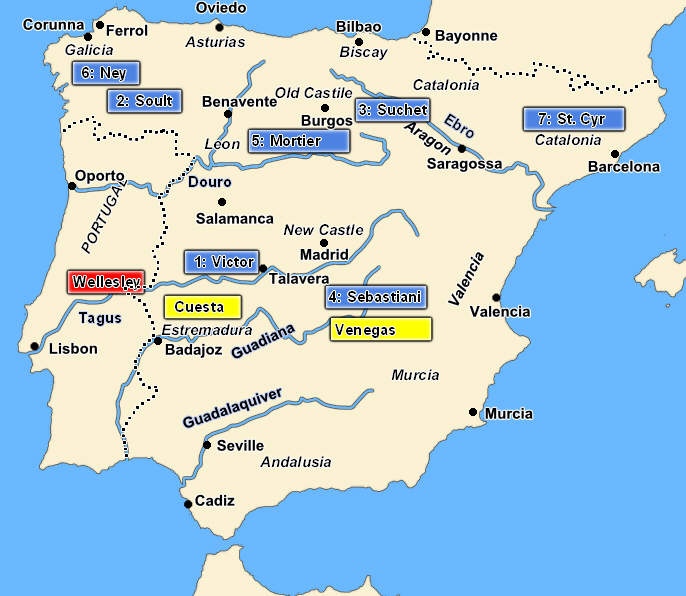 Oviedo
Corunna
Ferrol
Bilbao
Bayonne
Galicia
Asturias
Biscay
6: Ney
Catalonia
2: Soult
Benavente
Old Castile
3: Suchet
Burgos
Ebro
7: St. Cyr
Leon
5: Mortier
Aragon
Catalonia
Saragossa
Barcelona
Oporto
Douro
PORTUGAL
Salamanca
New Castle
Madrid
1: Victor
Talavera
Valencia
Wellesley
4: Sebastiani
Cuesta
Valencia
Tagus
Estremadura
Venegas
Lisbon
Badajoz
Guadiana
Murcia
Guadalaquiver
Murcia
Seville
Andalusia
Cadiz